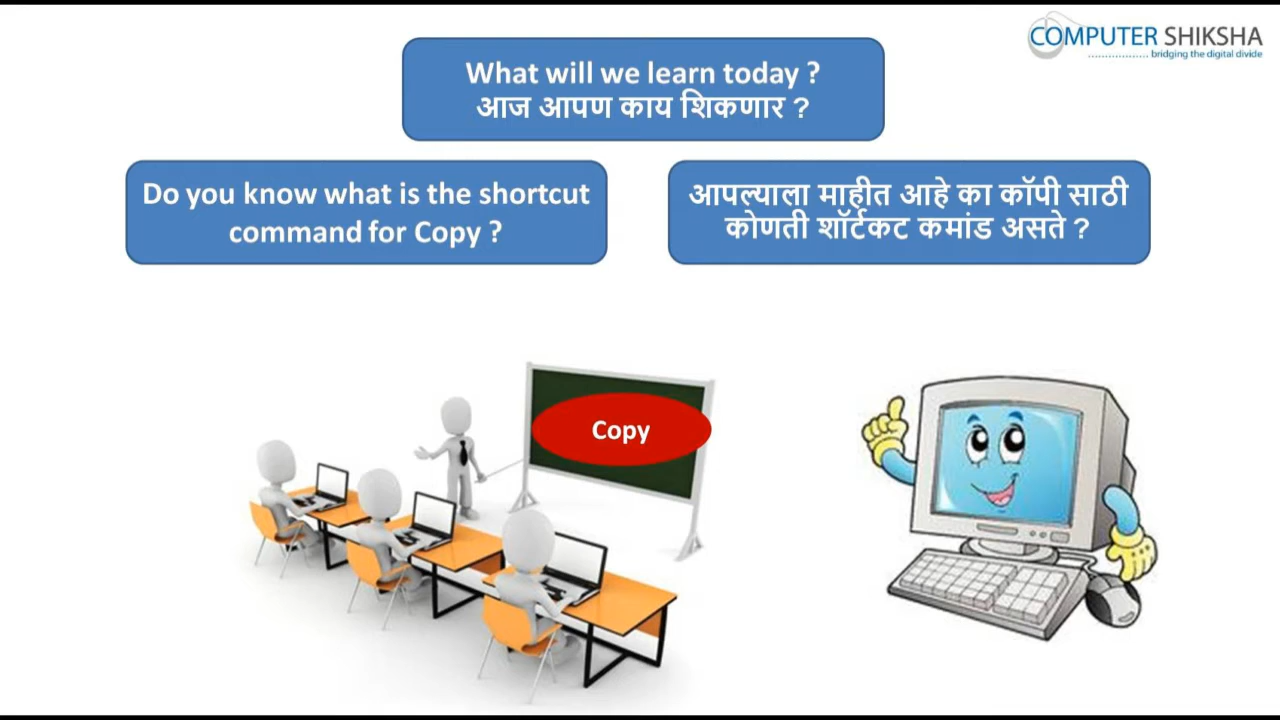 COMPUTER SHIKSHA
bridging the digital divide
What will we learn today ?
आज आपण काय शिकणार ?
Do you know what is the shortcut
command for Copy ?
आपल्याला माहीत आहे का कॉपी साठी
कोणती शॉर्टकट कमांड असते ?
Copy